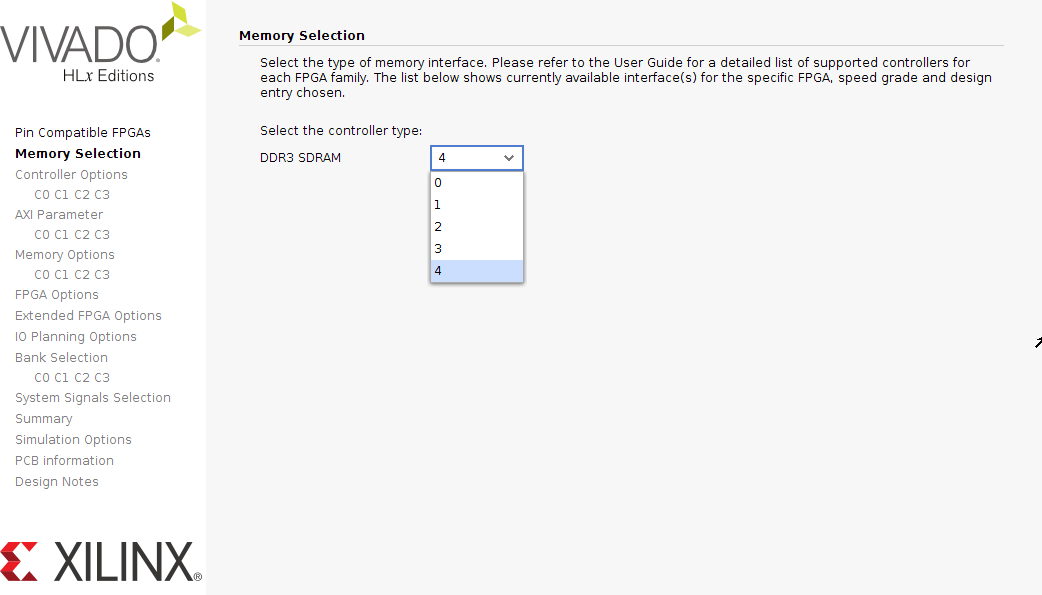 VIVADO.
HLx Editions
Pin Compatible FPGAs
Memory Selection
Controller Options
C0 C1 C2 C3
AXI Parameter
C0 C1 C2 C3
Memory Options
C0 C1 C2 C3
FPGA Options
Extended FPGA Options
IO Planning Options
Bank Selection
C0 C1 C2 C3
System Signals Selection
Summary
Simulation Options
PCB information
Design Notes
XILINX®
Memory Selection
Select the type of memory interface. Please refer to the User Guide for a detailed list of supported controllers for
each FPGA family. The list below shows currently available interface(s) for the specific FPGA, speed grade and design
entry chosen.
Select the controller type:
DDR3 SDRAM 4
0
1
2
3
4